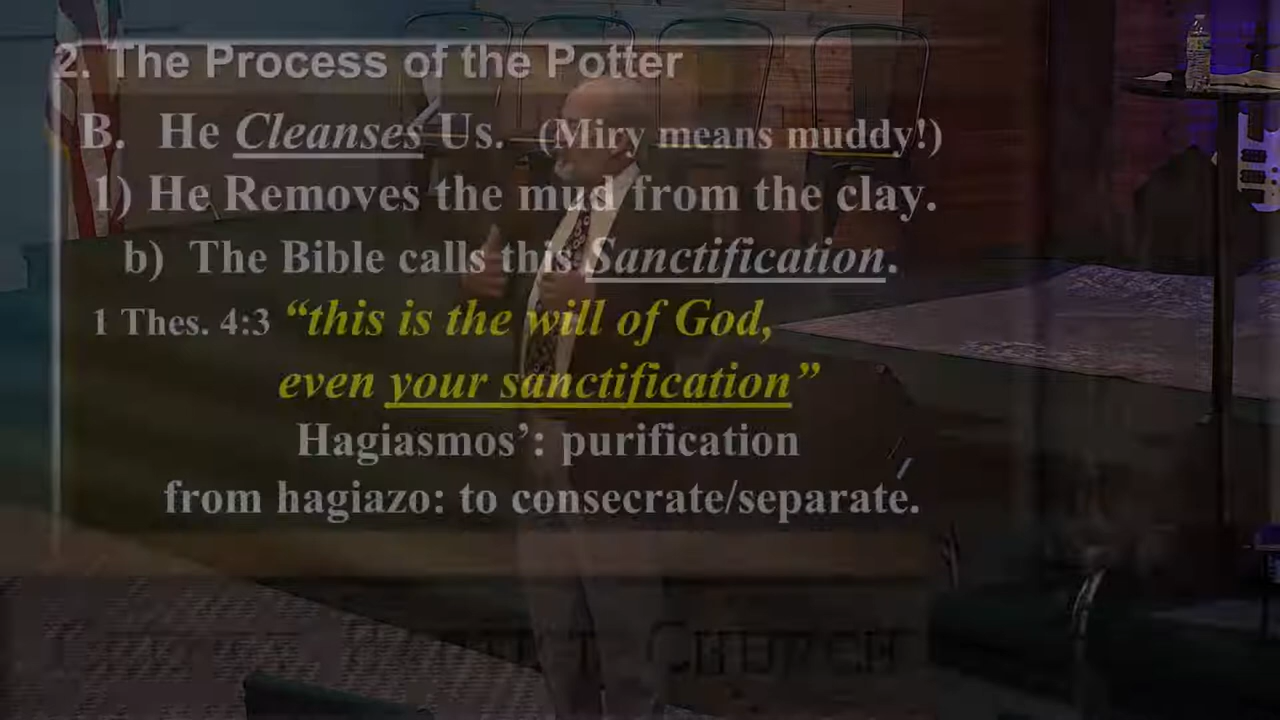 2. The Process of the Potter
B. He Cleanses Us. (Miry means muddy!)
1) He Removes the mud from the clay.
b) The Bible calls this Sanctification.
1 Thes. 4:3 “this is the will of God,
even your sanctification”
Hagiasmos’: purification
from hagiazo: to consecrate/separate.
CHURCH